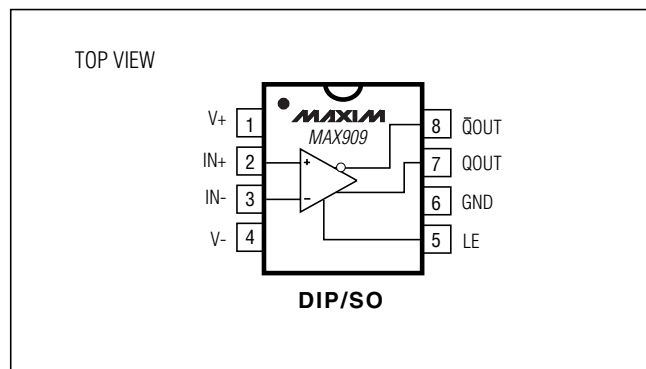 TOP VIEW
MAXIM
MAX909
V+ 1
IN+ 2
IN- 3
V- 4
8 Q̄OUT
7 QOUT
6 GND
5 LE
+
−
DIP/SO